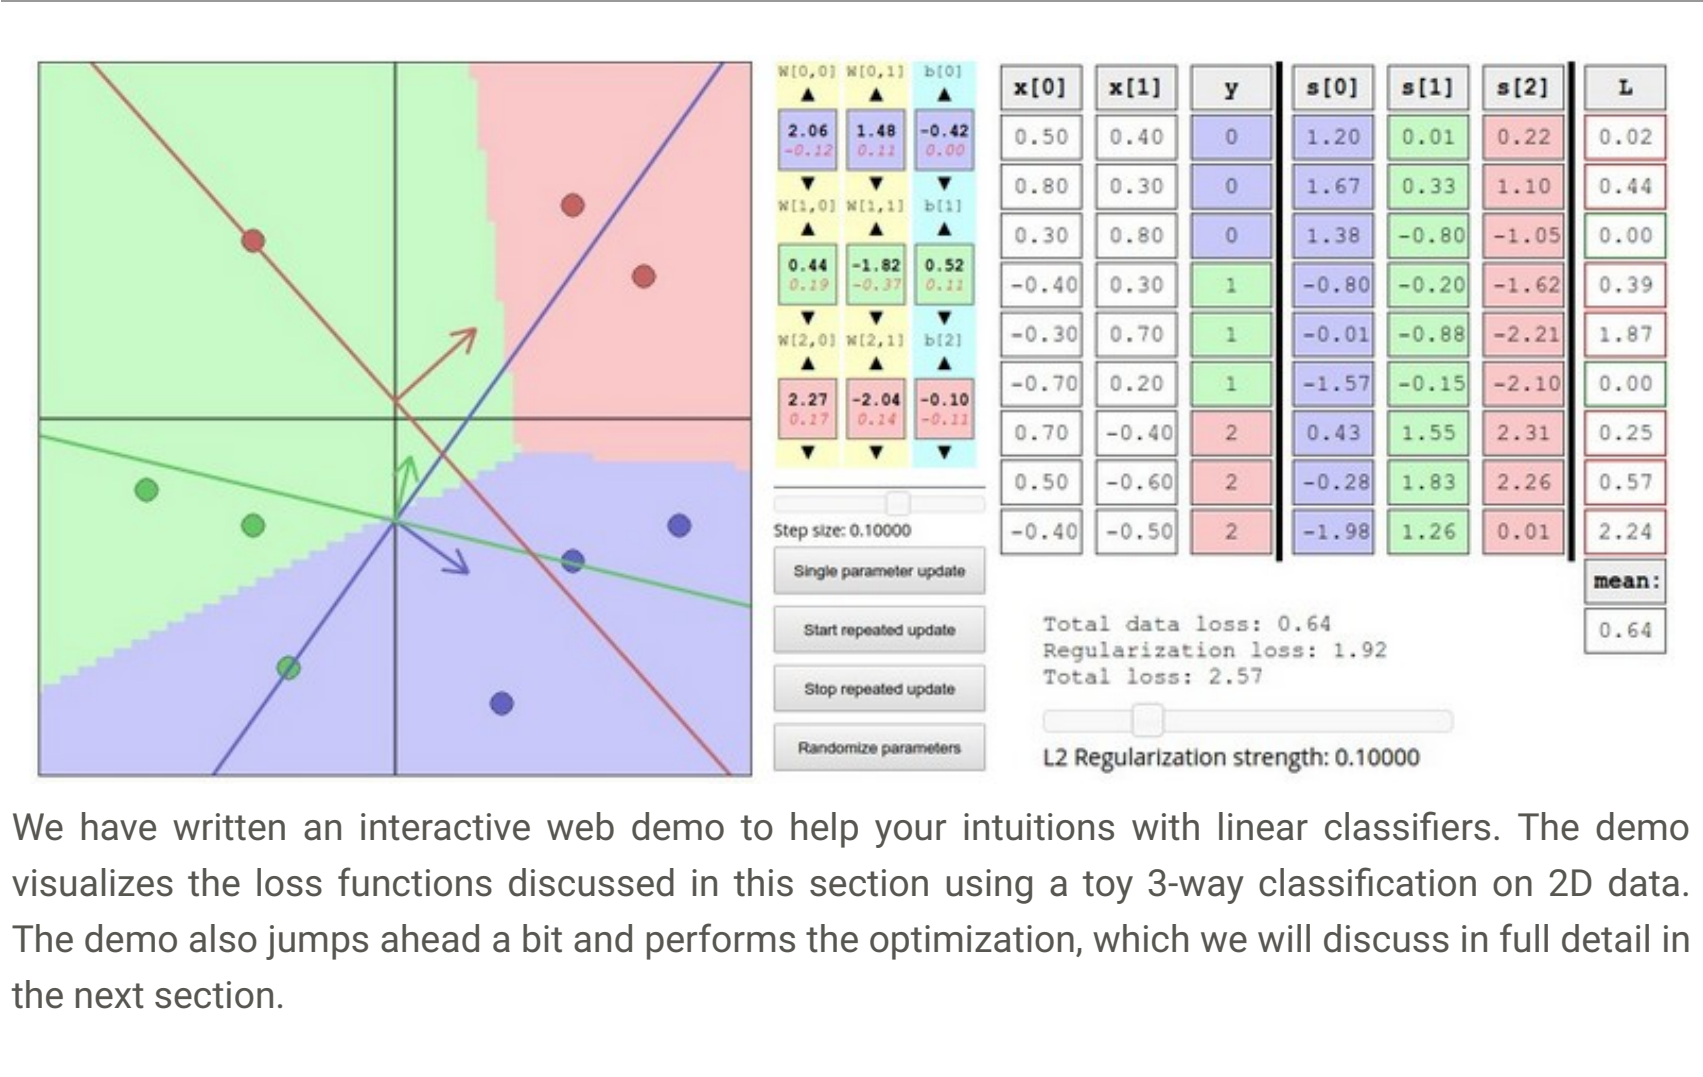 W[0,0] W[0,1] b[0]
2.06 1.48 -0.42
-0.12 0.11 0.00
W[1,0] W[1,1] b[1]
0.44 -1.82 0.52
0.19 -0.37 0.11
W[2,0] W[2,1] b[2]
2.27 -2.04 -0.10
0.17 0.14 -0.11
Step size: 0.10000
Single parameter update
Start repeated update
Stop repeated update
Randomize parameters
x[0] x[1] y s[0] s[1] s[2] L
0.50 0.40 0 1.20 0.01 0.22 0.02
0.80 0.30 0 1.67 0.33 1.10 0.44
0.30 0.80 0 1.38 -0.80 -1.05 0.00
-0.40 0.30 1 -0.80 -0.20 -1.62 0.39
-0.30 0.70 1 -0.01 -0.88 -2.21 1.87
-0.70 0.20 1 -1.57 -0.15 -2.10 0.00
0.70 -0.40 2 0.43 1.55 2.31 0.25
0.50 -0.60 2 -0.28 1.83 2.26 0.57
-0.40 -0.50 2 -1.98 1.26 0.01 2.24
mean:
0.64
Total data loss: 0.64
Regularization loss: 1.92
Total loss: 2.57
L2 Regularization strength: 0.10000
We have written an interactive web demo to help your intuitions with linear classifiers. The demo
visualizes the loss functions discussed in this section using a toy 3-way classification on 2D data.
The demo also jumps ahead a bit and performs the optimization, which we will discuss in full detail in
the next section.